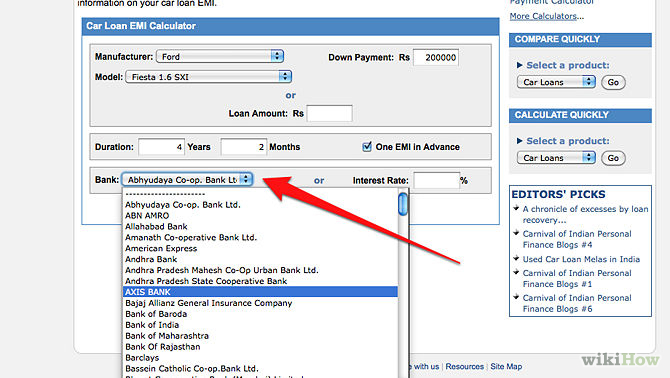 information on your car loan EMI.
Car Loan EMI Calculator
Manufacturer: Ford
Down Payment: Rs 200000
Model: Fiesta 1.6 SXI
or
Loan Amount: Rs
Duration: 4 Years 2 Months
One EMI in Advance
Bank: Abhyudaya Co-op. Bank Lt
or
Interest Rate: %
----------------------
Abhyudaya Co-op. Bank Ltd.
ABN AMRO
Allahabad Bank
Amanath Co-operative Bank Ltd.
American Express
Andhra Bank
Andhra Pradesh Mahesh Co-Op Urban Bank Ltd.
Andhra Pradesh State Cooperative Bank
AXIS BANK
Bajaj Allianz General Insurance Company
Bank of Baroda
Bank of India
Bank of Maharashtra
Bank Of Rajasthan
Barclays
Bassein Catholic Co-op.Bank Ltd.
Payment Calculator
More Calculators...
COMPARE QUICKLY
Select a product:
Car Loans Go
CALCULATE QUICKLY
Select a product:
Car Loans Go
EDITORS' PICKS
A chronicle of excesses by loan
recovery...
Carnival of Indian Personal
Finance Blogs #4
Used Car Loan Melas in India
Carnival of Indian Personal
Finance Blogs #1
Carnival of Indian Personal
Finance Blogs #6
with us | Resources | Site Map
wikiHow